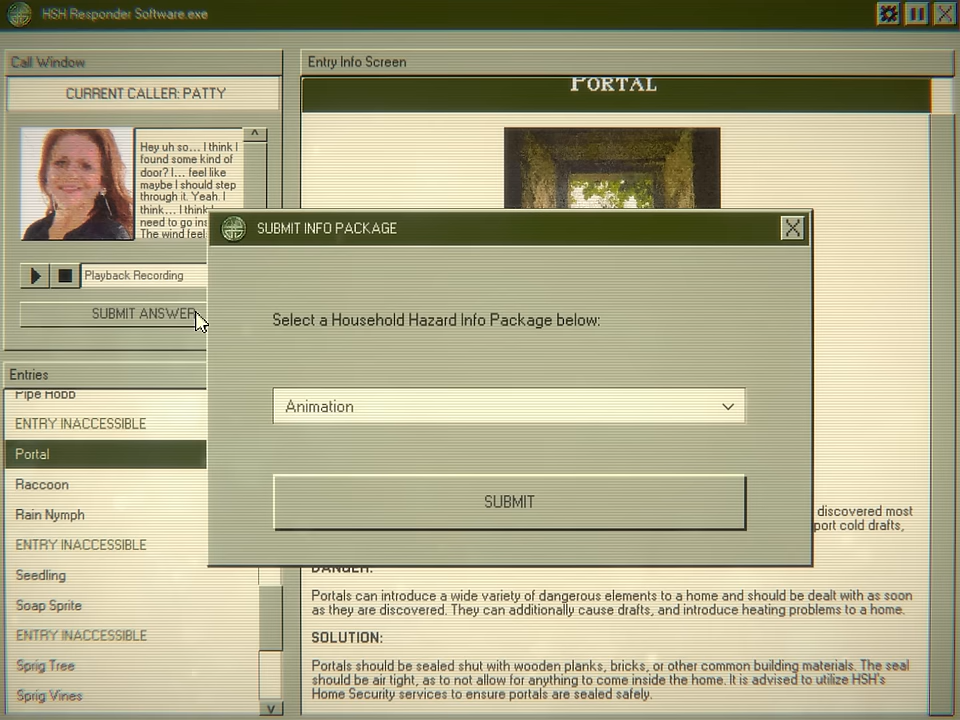 HSH Responder Software.exe
Call Window
CURRENT CALLER: PATTY
Hey uh so... I think I
found some kind of
door? I... feel like
maybe I should step
through it. Yeah. I
think... I think
need to go ins
The wind feel
Playback Recording
SUBMIT ANSWER
Entries
Pipe Hobb
ENTRY INACCESSIBLE
Portal
Raccoon
Rain Nymph
ENTRY INACCESSIBLE
Seedling
Soap Sprite
ENTRY INACCESSIBLE
Sprig Tree
Sprig Vines
Entry Info Screen
PORTAL
SUBMIT INFO PACKAGE
Select a Household Hazard Info Package below:
Animation
SUBMIT
discovered most
port cold drafts,
DANGER:
Portals can introduce a wide variety of dangerous elements to a home and should be dealt with as soon
as they are discovered. They can additionally cause drafts, and introduce heating problems to a home.
SOLUTION:
Portals should be sealed shut with wooden planks, bricks, or other common building materials. The seal
should be air tight, as to not allow for anything to come inside the home. It is advised to utilize HSH's
Home Security services to ensure portals are sealed safely.